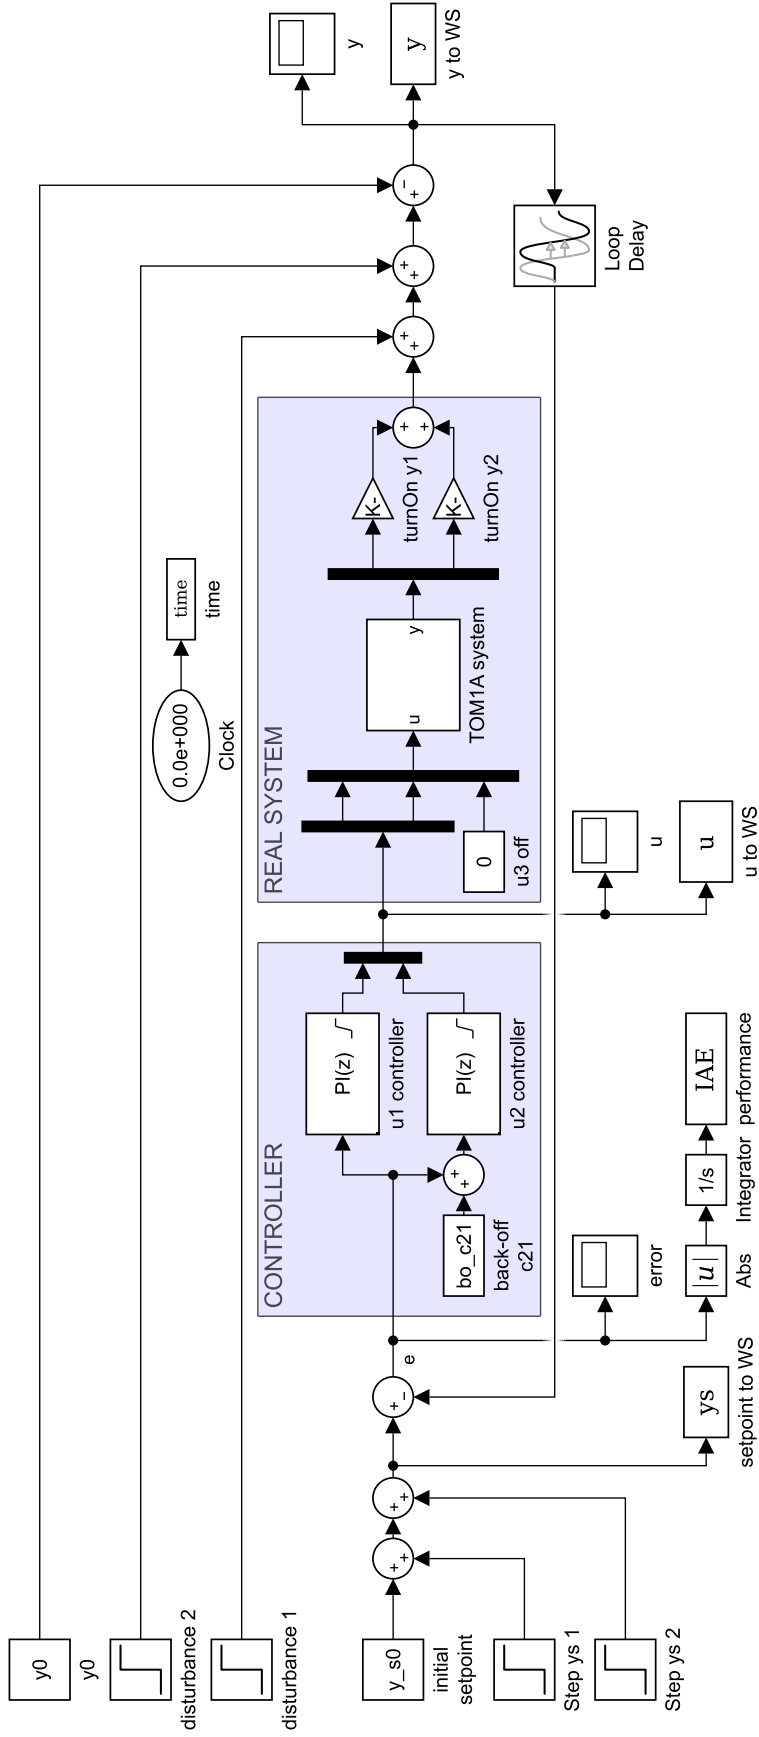 y0
y0
disturbance 2
disturbance 1
y_s0
initial
setpoint
Step ys 1
Step ys 2
+
+
+
+
ys
setpoint to WS
+
−
e
error
|u|
Abs
1/s
Integrator
IAE
performance
CONTROLLER
bo_c21
back-off
c21
+
+
PI(z)
u1 controller
PI(z)
u2 controller
u
u
u to WS
REAL SYSTEM
0
u3 off
u
y
TOM1A system
K-
turnOn y1
K-
turnOn y2
+
+
0.0e+000
Clock
time
time
+
+
+
+
−
+
Loop
Delay
y
y
y to WS